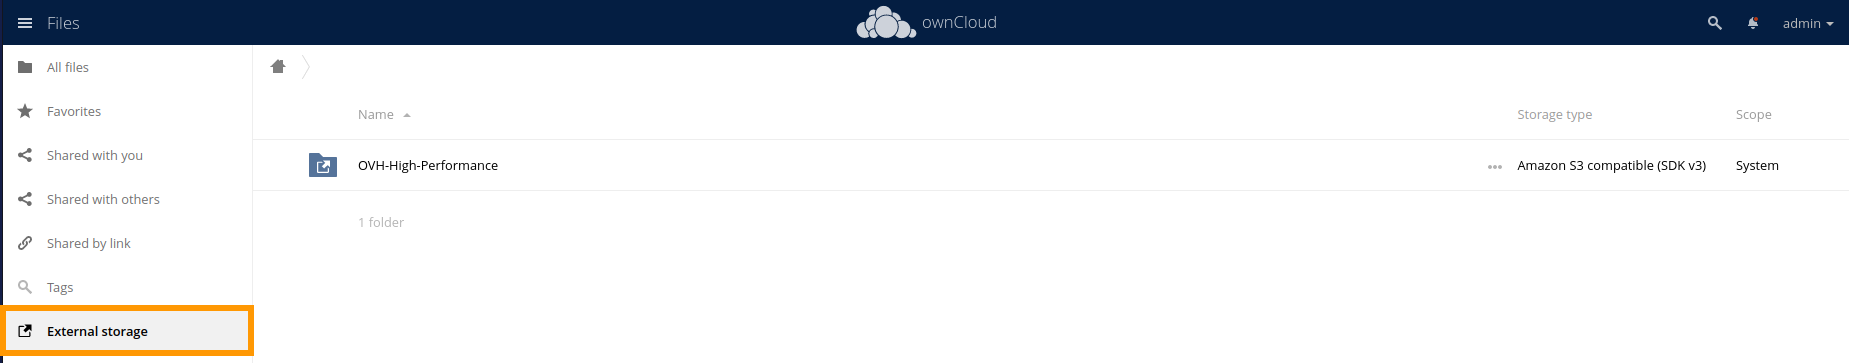 Files
ownCloud
admin
All files
Favorites
Shared with you
Shared with others
Shared by link
Tags
External storage
Name
Storage type
Scope
OVH-High-Performance
Amazon S3 compatible (SDK v3)
System
1 folder